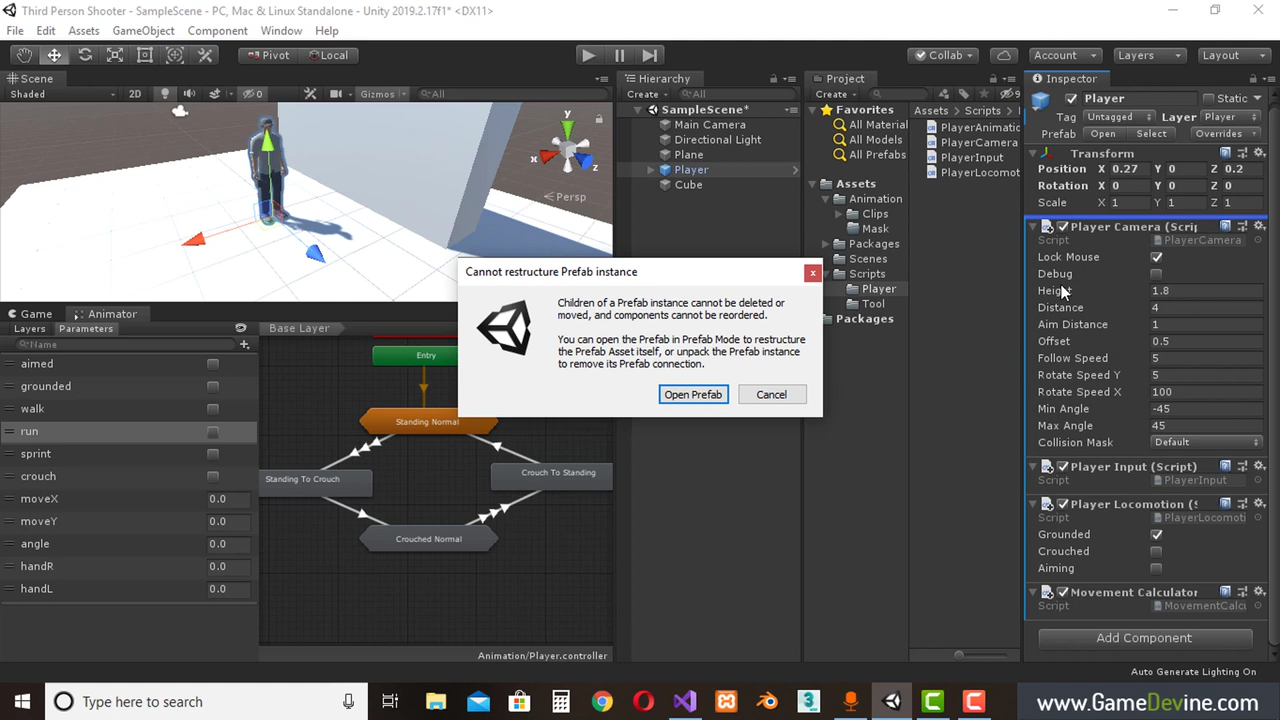 Third Person Shooter - SampleScene - PC, Mac & Linux Standalone - Unity 2019.2.17f1* <DX11>
File Edit Assets GameObject Component Window Help
Pivot Local Collab Account Layers Layout
Scene Hierarchy Project Inspector
Shaded 2D 0 Gizmos All
Create All
SampleScene*
Main Camera
Directional Light
Plane
Player
Cube
Create 9
Favorites
All Material
All Models
All Prefabs
Assets
Animation
Clips
Mask
Packages
Scenes
Scripts
Player
Tool
Packages
Assets Scripts
PlayerAnimatio
PlayerCamera
PlayerInput
PlayerLocomot
y
x
z
Persp
Player Static
Tag Untagged Layer Player
Prefab Open Select Overrides
Transform
Position X 0.27 Y 0 Z 0.2
Rotation X 0 Y 0 Z 0
Scale X 1 Y 1 Z 1
Player Camera (Scrip
Script PlayerCamera
Lock Mouse
Debug
Height 1.8
Distance 4
Aim Distance 1
Offset 0.5
Follow Speed 5
Rotate Speed Y 5
Rotate Speed X 100
Min Angle -45
Max Angle 45
Collision Mask Default
Player Input (Script)
Script PlayerInput
Player Locomotion (S
Script PlayerLocomoti
Grounded
Crouched
Aiming
Movement Calculator
Script MovementCalcu
Add Component
Auto Generate Lighting On
Cannot restructure Prefab instance
x
Children of a Prefab instance cannot be deleted or
moved, and components cannot be reordered.
You can open the Prefab in Prefab Mode to restructure
the Prefab Asset itself, or unpack the Prefab instance
to remove its Prefab connection.
Open Prefab Cancel
Game Animator
Layers Parameters Base Layer
Name
aimed
grounded
walk
run
sprint
crouch
moveX 0.0
moveY 0.0
angle 0.0
handR 0.0
handL 0.0
Entry
Standing Normal
Standing To Crouch
Crouch To Standing
Crouched Normal
Animation/Player.controller
Type here to search
www.GameDevine.com